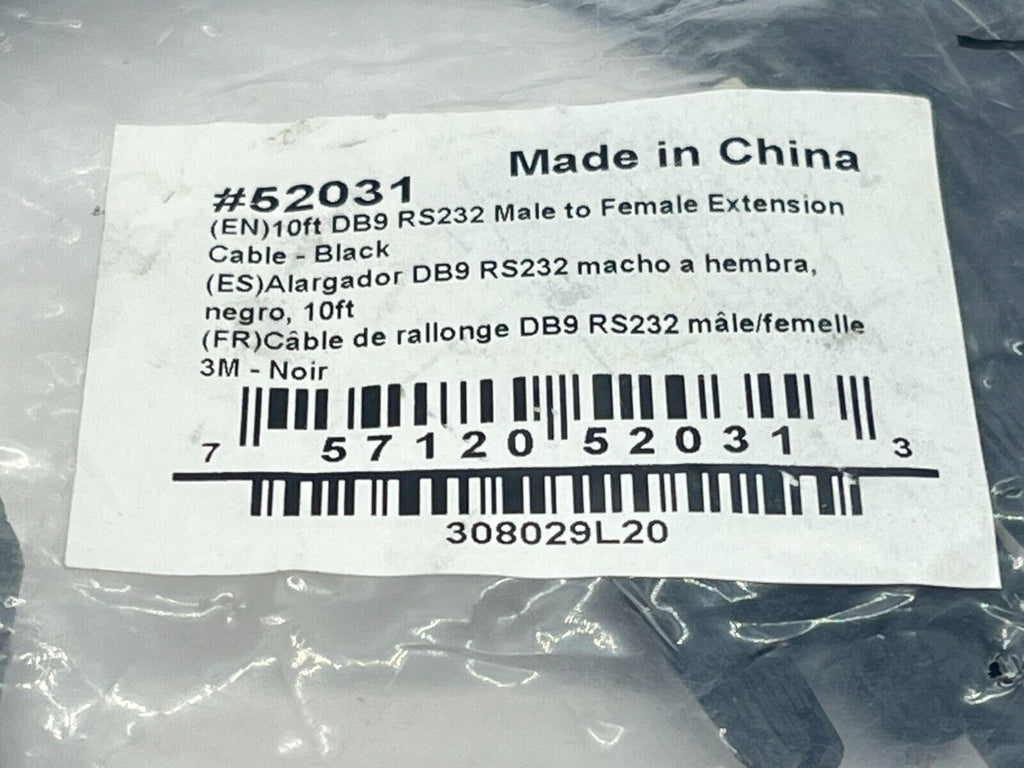 Made in China
#52031
(EN)10ft DB9 RS232 Male to Female Extension
Cable - Black
(ES)Alargador DB9 RS232 macho a hembra,
negro, 10ft
(FR)Câble de rallonge DB9 RS232 mâle/femelle
3M - Noir
7 57120 52031 3
308029L20